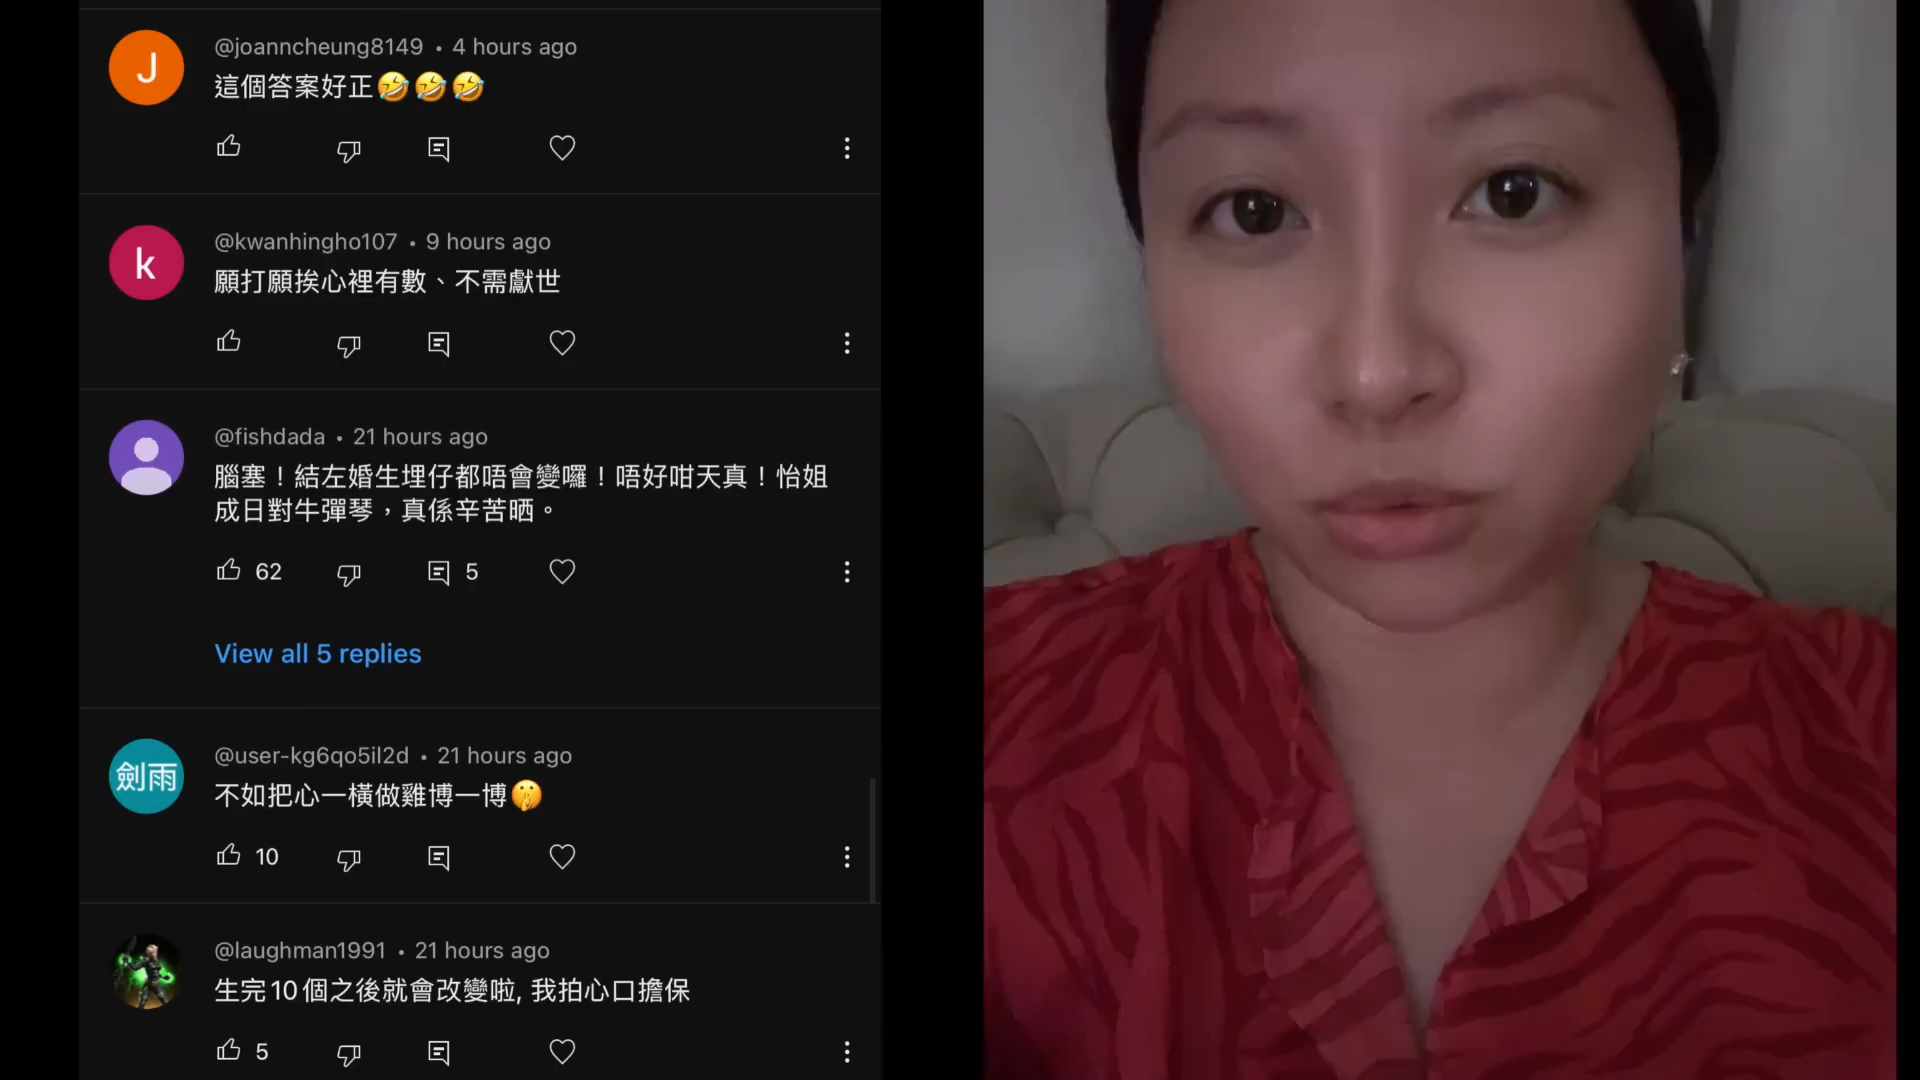 J
@joanncheung8149 • 4 hours ago
這個答案好正🤣🤣🤣
k
@kwanhingho107 • 9 hours ago
願打願挨心裡有數、不需獻世
@fishdada • 21 hours ago
腦塞！結左婚生埋仔都唔會變囉！唔好咁天真！怡姐
成日對牛彈琴，真係辛苦晒。
62 5
View all 5 replies
劍雨
@user-kg6qo5il2d • 21 hours ago
不如把心一橫做雞博一博🤫
10
@laughman1991 • 21 hours ago
生完10個之後就會改變啦, 我拍心口擔保
5